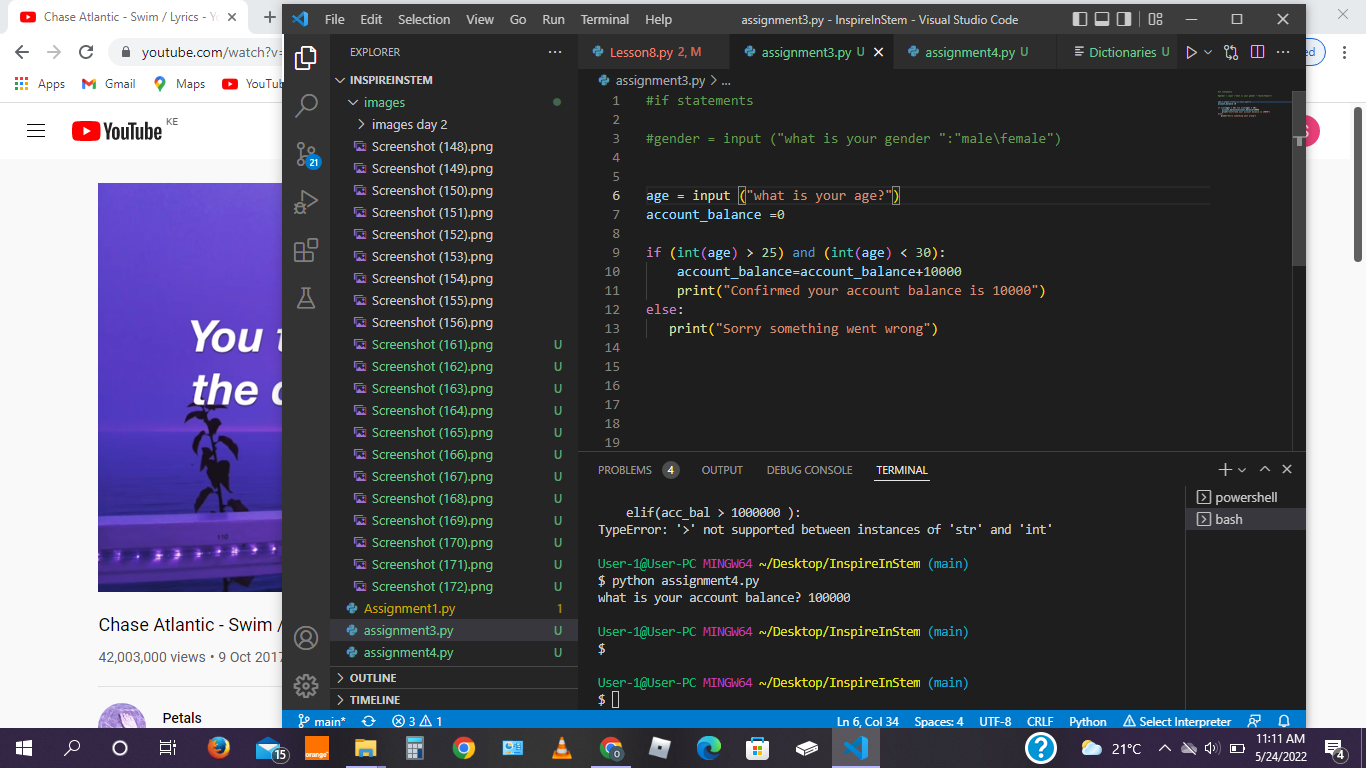 Chase Atlantic - Swim / Lyrics - Y
youtube.com/watch?v=
Apps
Gmail
Maps
YouTu
YouTube KE
You t
the c
110
Chase Atlantic - Swim /
42,003,000 views • 9 Oct 2017
Petals
File Edit Selection View Go Run Terminal Help
assignment3.py - InspireInStem - Visual Studio Code
EXPLORER
INSPIREINSTEM
images
images day 2
Screenshot (148).png
Screenshot (149).png
Screenshot (150).png
Screenshot (151).png
Screenshot (152).png
Screenshot (153).png
Screenshot (154).png
Screenshot (155).png
Screenshot (156).png
Screenshot (161).png U
Screenshot (162).png U
Screenshot (163).png U
Screenshot (164).png U
Screenshot (165).png U
Screenshot (166).png U
Screenshot (167).png U
Screenshot (168).png U
Screenshot (169).png U
Screenshot (170).png U
Screenshot (171).png U
Screenshot (172).png U
Assignment1.py 1
assignment3.py U
assignment4.py U
OUTLINE
TIMELINE
21
Lesson8.py 2, M
assignment3.py U
assignment4.py U
Dictionaries U
ed
S
assignment3.py > ...
1 #if statements
2
3 #gender = input ("what is your gender ":"male\female")
4
5
6 age = input ("what is your age?")
7 account_balance =0
8
9 if (int(age) > 25) and (int(age) < 30):
10 account_balance=account_balance+10000
11 print("Confirmed your account balance is 10000")
12 else:
13 print("Sorry something went wrong")
14
15
16
17
18
19
PROBLEMS 4 OUTPUT DEBUG CONSOLE TERMINAL
elif(acc_bal > 1000000 ):
TypeError: '>' not supported between instances of 'str' and 'int'
User-1@User-PC MINGW64 ~/Desktop/InspireInStem (main)
$ python assignment4.py
what is your account balance? 100000
User-1@User-PC MINGW64 ~/Desktop/InspireInStem (main)
$
User-1@User-PC MINGW64 ~/Desktop/InspireInStem (main)
$
powershell
bash
main* 3 1
Ln 6, Col 34 Spaces: 4 UTF-8 CRLF Python Select Interpreter
15
orange
21°C
11:11 AM
5/24/2022
4